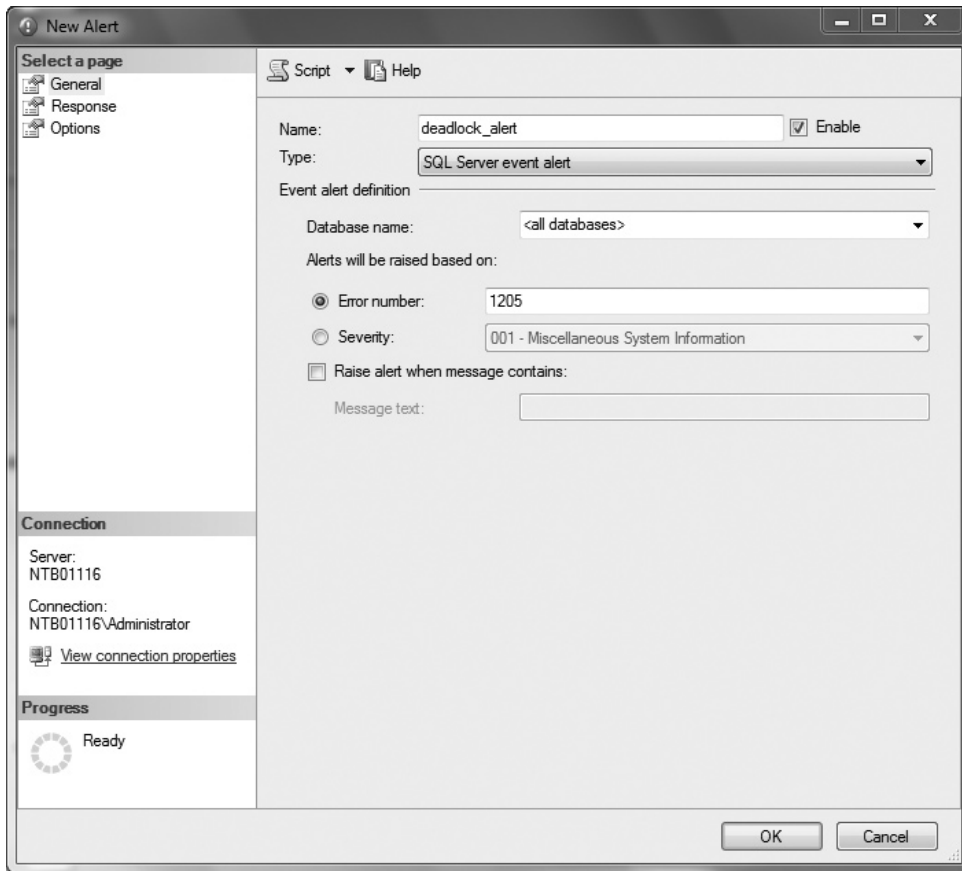 New Alert
Select a page
General
Response
Options
Script Help
Name: deadlock_alert Enable
Type: SQL Server event alert
Event alert definition
Database name: <all databases>
Alerts will be raised based on:
Error number: 1205
Severity: 001 - Miscellaneous System Information
Raise alert when message contains:
Message text:
Connection
Server:
NTB01116
Connection:
NTB01116\Administrator
View connection properties
Progress
Ready
OK Cancel